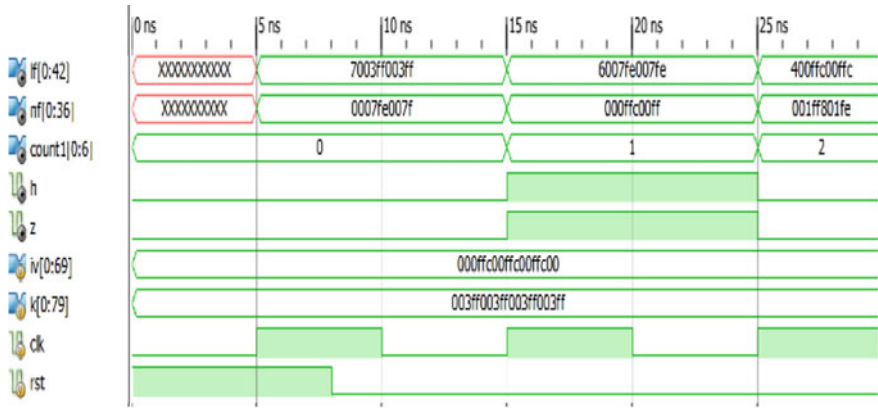 0 ns 5 ns 10 ns 15 ns 20 ns 25 ns
lf[0:42] XXXXXXXXXXX 7003ff003ff 6007fe007fe 400ffc00ffc
nf[0:36] XXXXXXXXXX 0007fe007f 000ffc00ff 001ff801fe
count1[0:6] 0 1 2
h
z
iv[0:69] 000ffc00ffc00ffc00
k[0:79] 003ff003ff003ff003ff
clk
rst